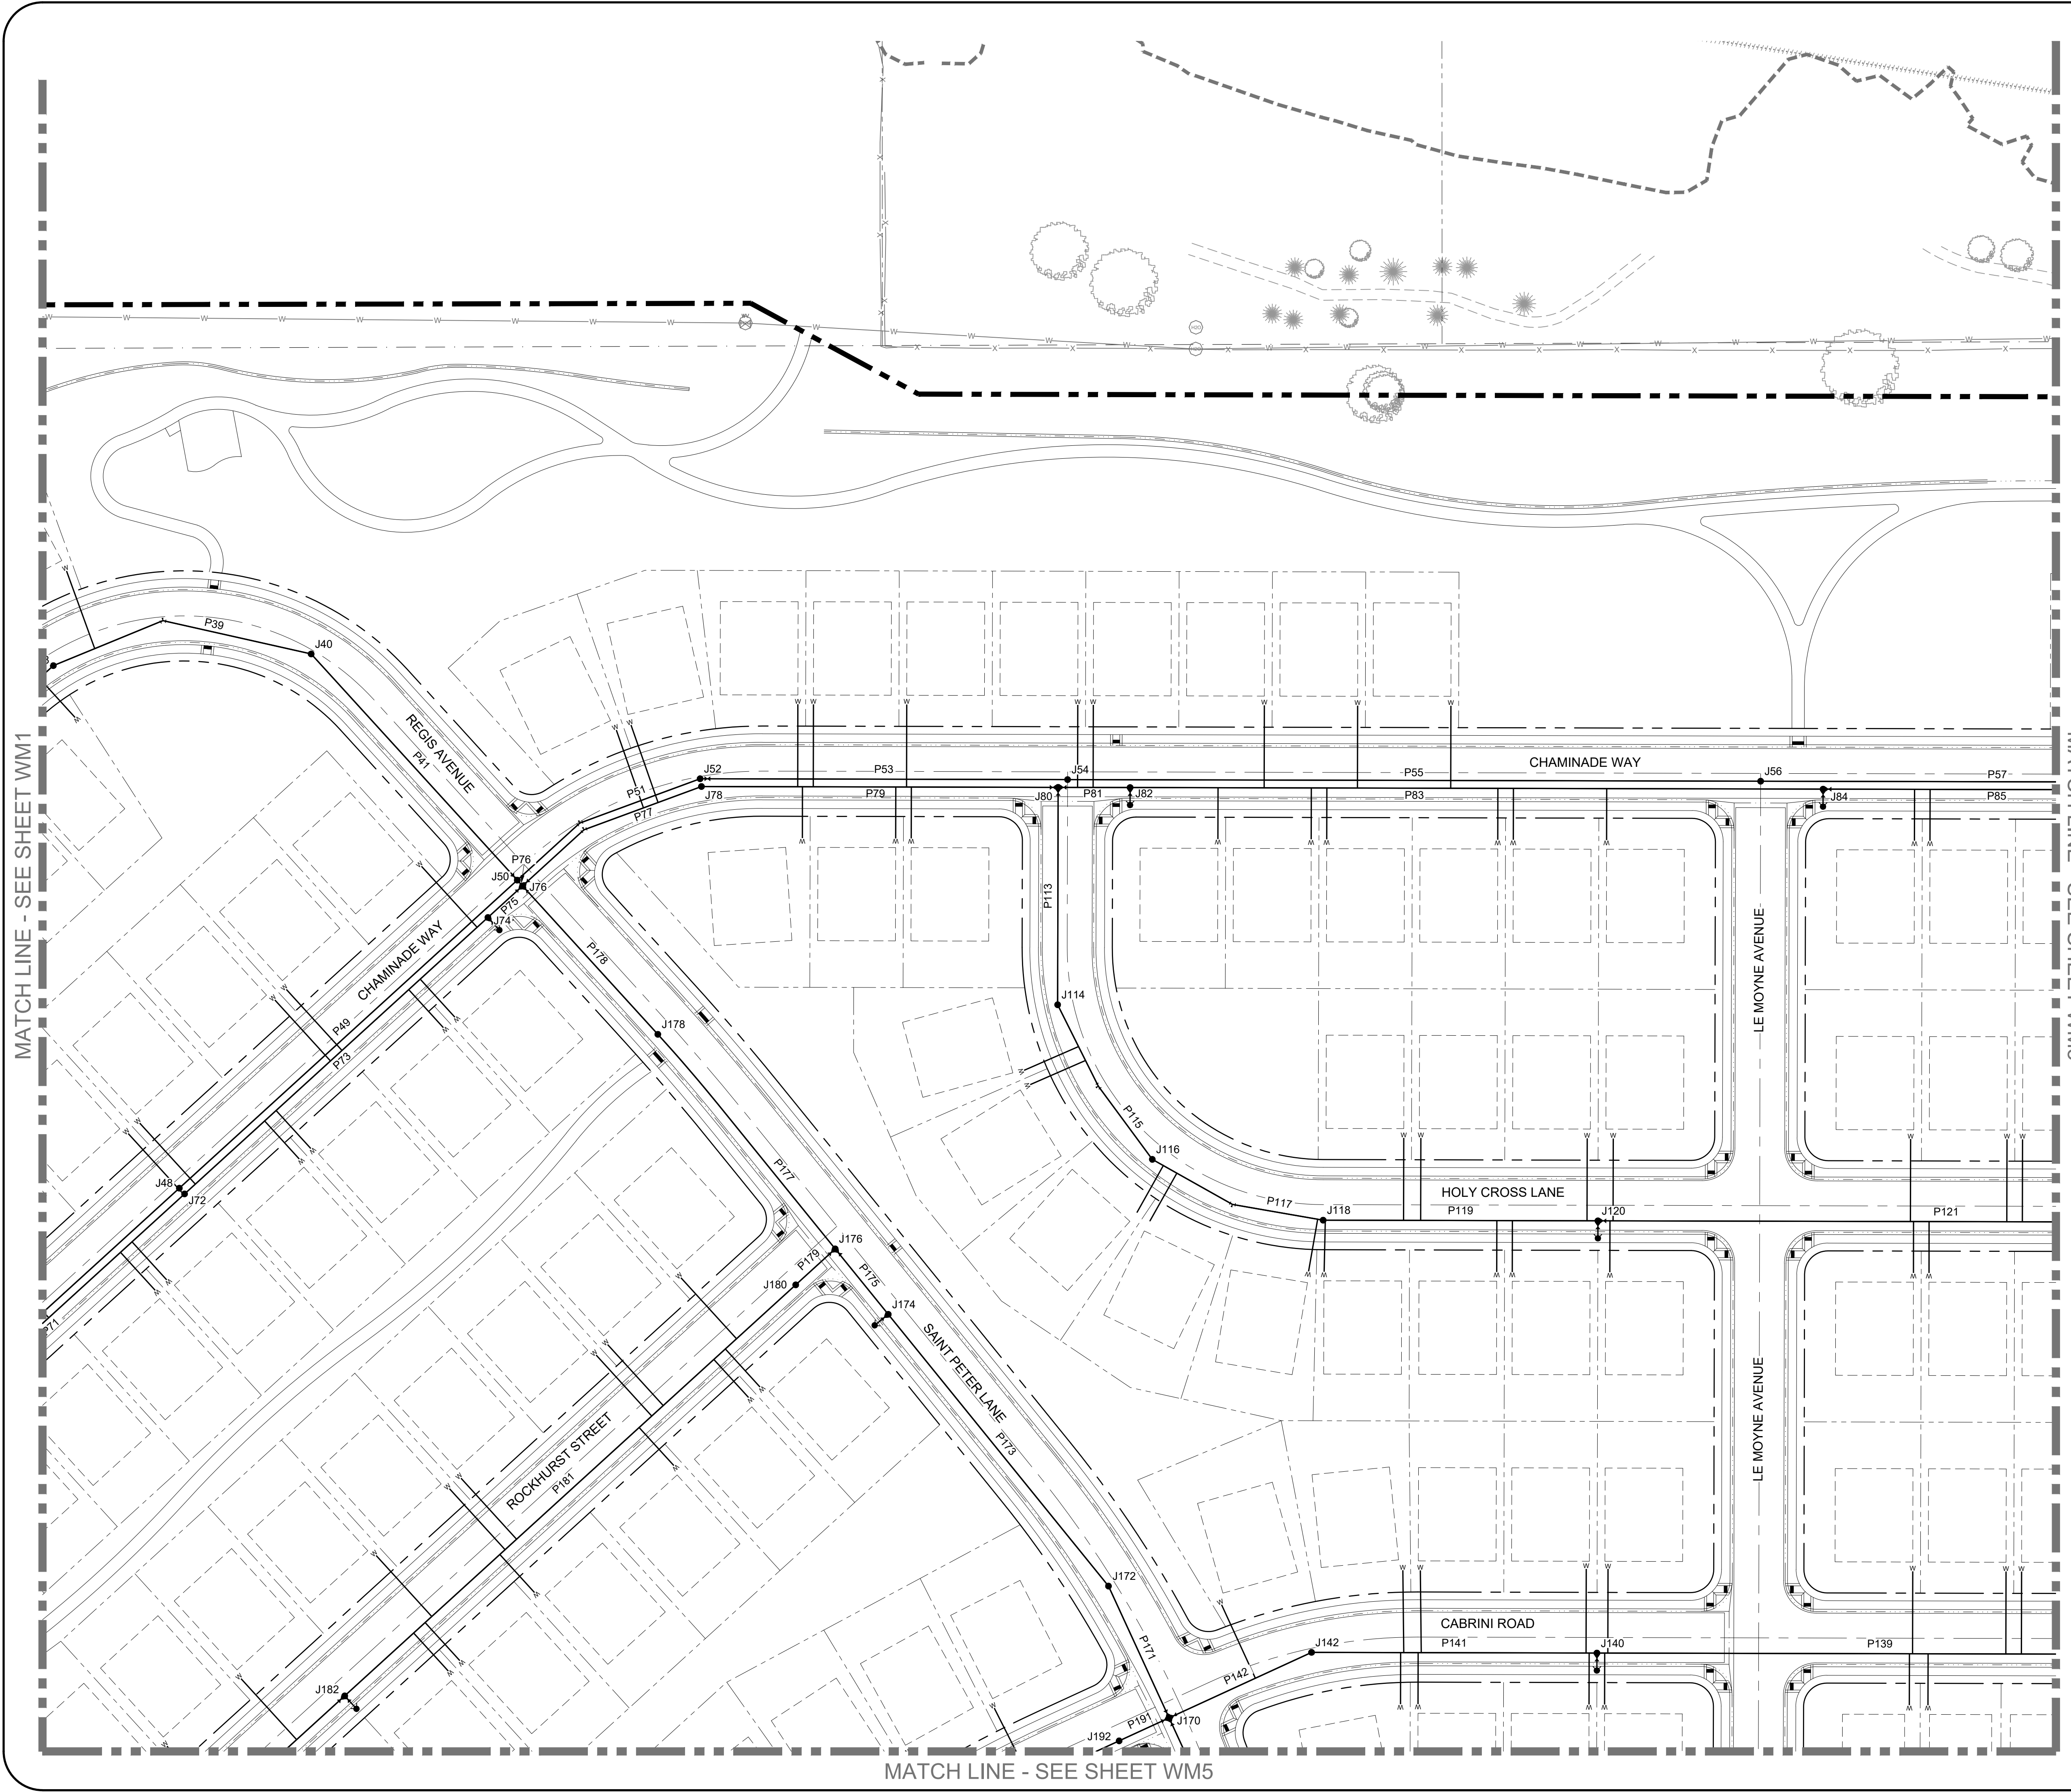 P39
J40
REGIS AVENUE
P41
MATCH LINE - SEE SHEET WM1
J52
P53
J54
P55
CHAMINADE WAY
J56
P57
P51
J78
P77
P79
J80
P81
J82
P83
J84
P85
P76
J50
J76
P75
J74
P113
CHAMINADE WAY
P178
LE MOYNE AVENUE
J114
J178
P49
P73
P115
J116
P177
J48
J72
HOLY CROSS LANE
P117
J118
P119
J120
P121
J176
P179
J180
P175
J174
P71
SAINT PETER LANE
P173
LE MOYNE AVENUE
ROCKHURST STREET
P181
J172
CABRINI ROAD
P171
J142
P141
J140
P139
P142
J182
P191
J170
J192
MATCH LINE - SEE SHEET WM5